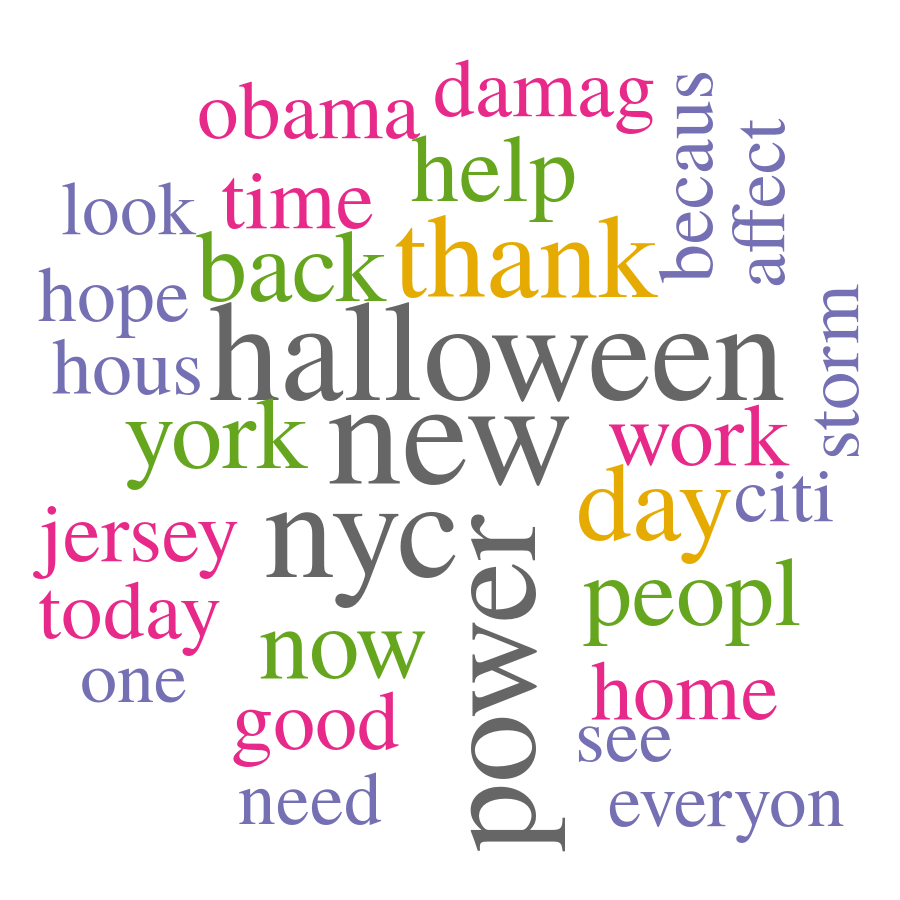 damag
obama
becaus
help
affect
time
look
thank
back
hope
halloween
storm
hous
new
york
work
day
citi
jersey
nyc
power
peopl
today
now
one
home
good
see
need
everyon